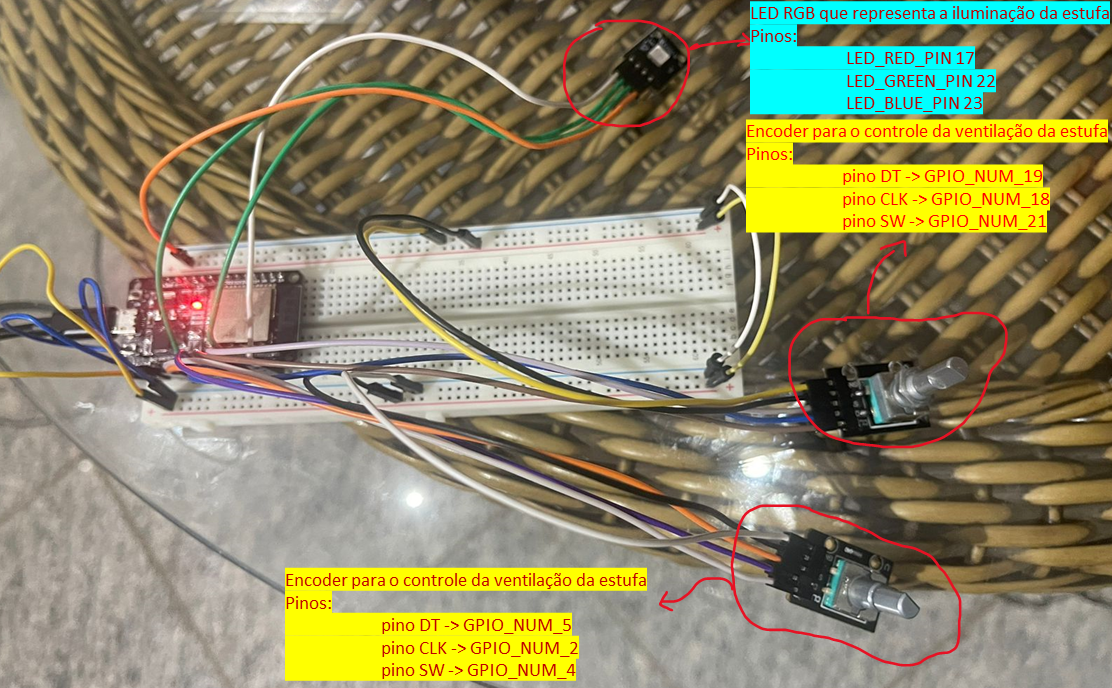 LED RGB que representa a iluminação da estufa
Pinos:
LED_RED_PIN 17
LED_GREEN_PIN 22
LED_BLUE_PIN 23
Encoder para o controle da ventilação da estufa
Pinos:
pino DT -> GPIO_NUM_19
pino CLK -> GPIO_NUM_18
pino SW -> GPIO_NUM_21
Encoder para o controle da ventilação da estufa
Pinos:
pino DT -> GPIO_NUM_5
pino CLK -> GPIO_NUM_2
pino SW -> GPIO_NUM_4